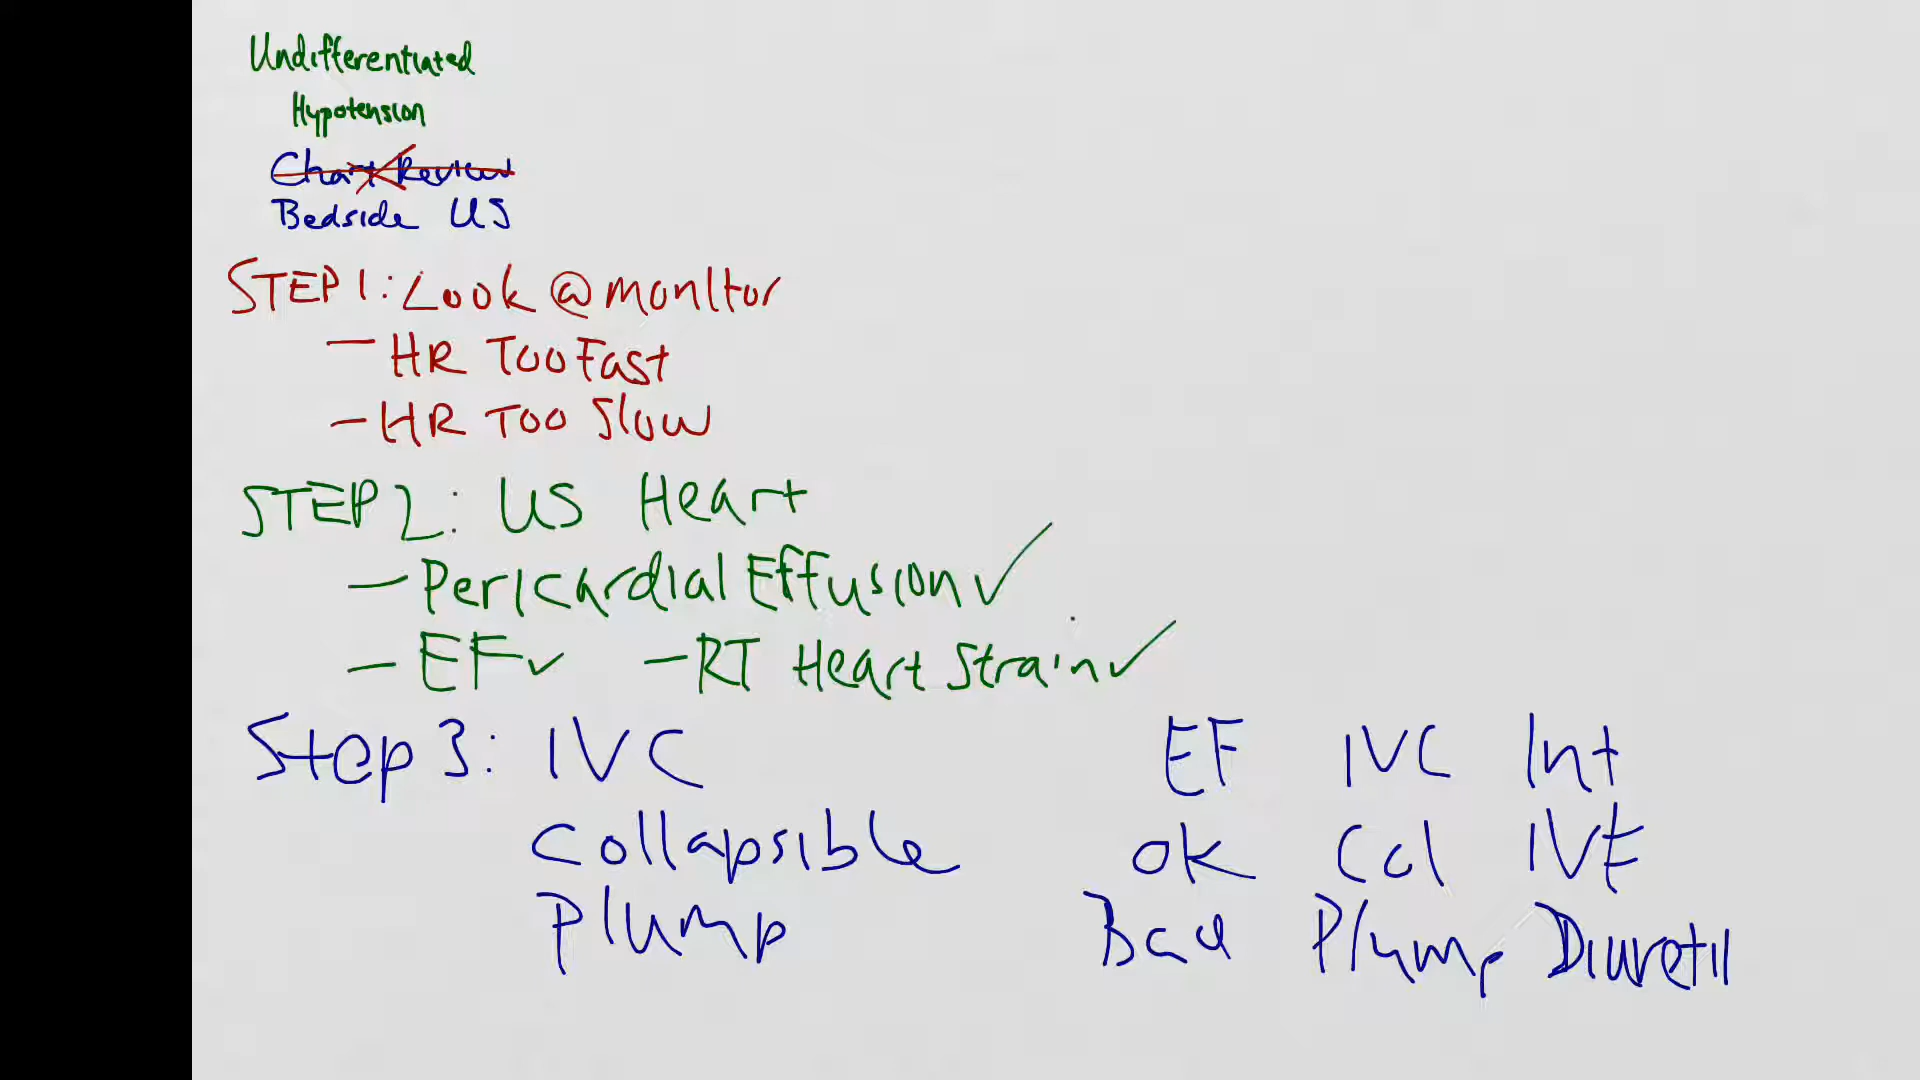 Undifferentiated
Hypotension
Chart Review
Bedside US
STEP 1: Look @ monitor
- HR Too Fast
- HR Too Slow
STEP 2: US Heart
- Pericardial Effusion ✓
- EF ✓ - RT Heart Strain ✓
Step 3: IVC
Collapsible
Plump
EF IVC Int
OK Col IVF
Bad Plump Diureti